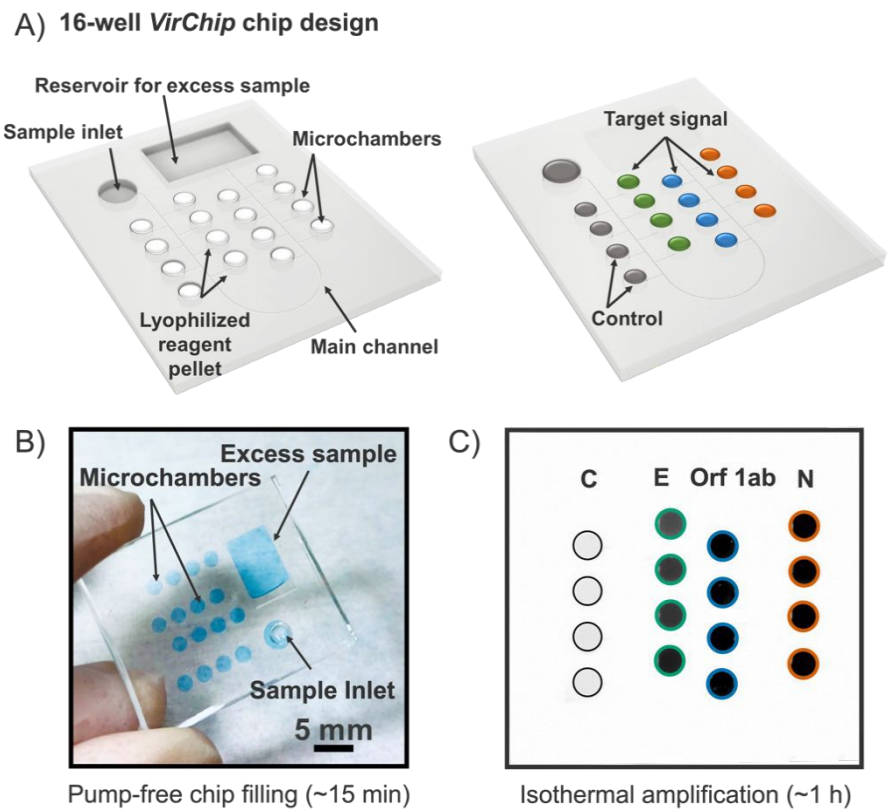 A) 16-well VirChip chip design
Reservoir for excess sample
Sample inlet
Microchambers
Lyophilized
reagent
pellet
Main channel
Target signal
Control
B)
Excess sample
Microchambers
Sample Inlet
5 mm
Pump-free chip filling (~15 min)
C)
C E Orf 1ab N
Isothermal amplification (~1 h)